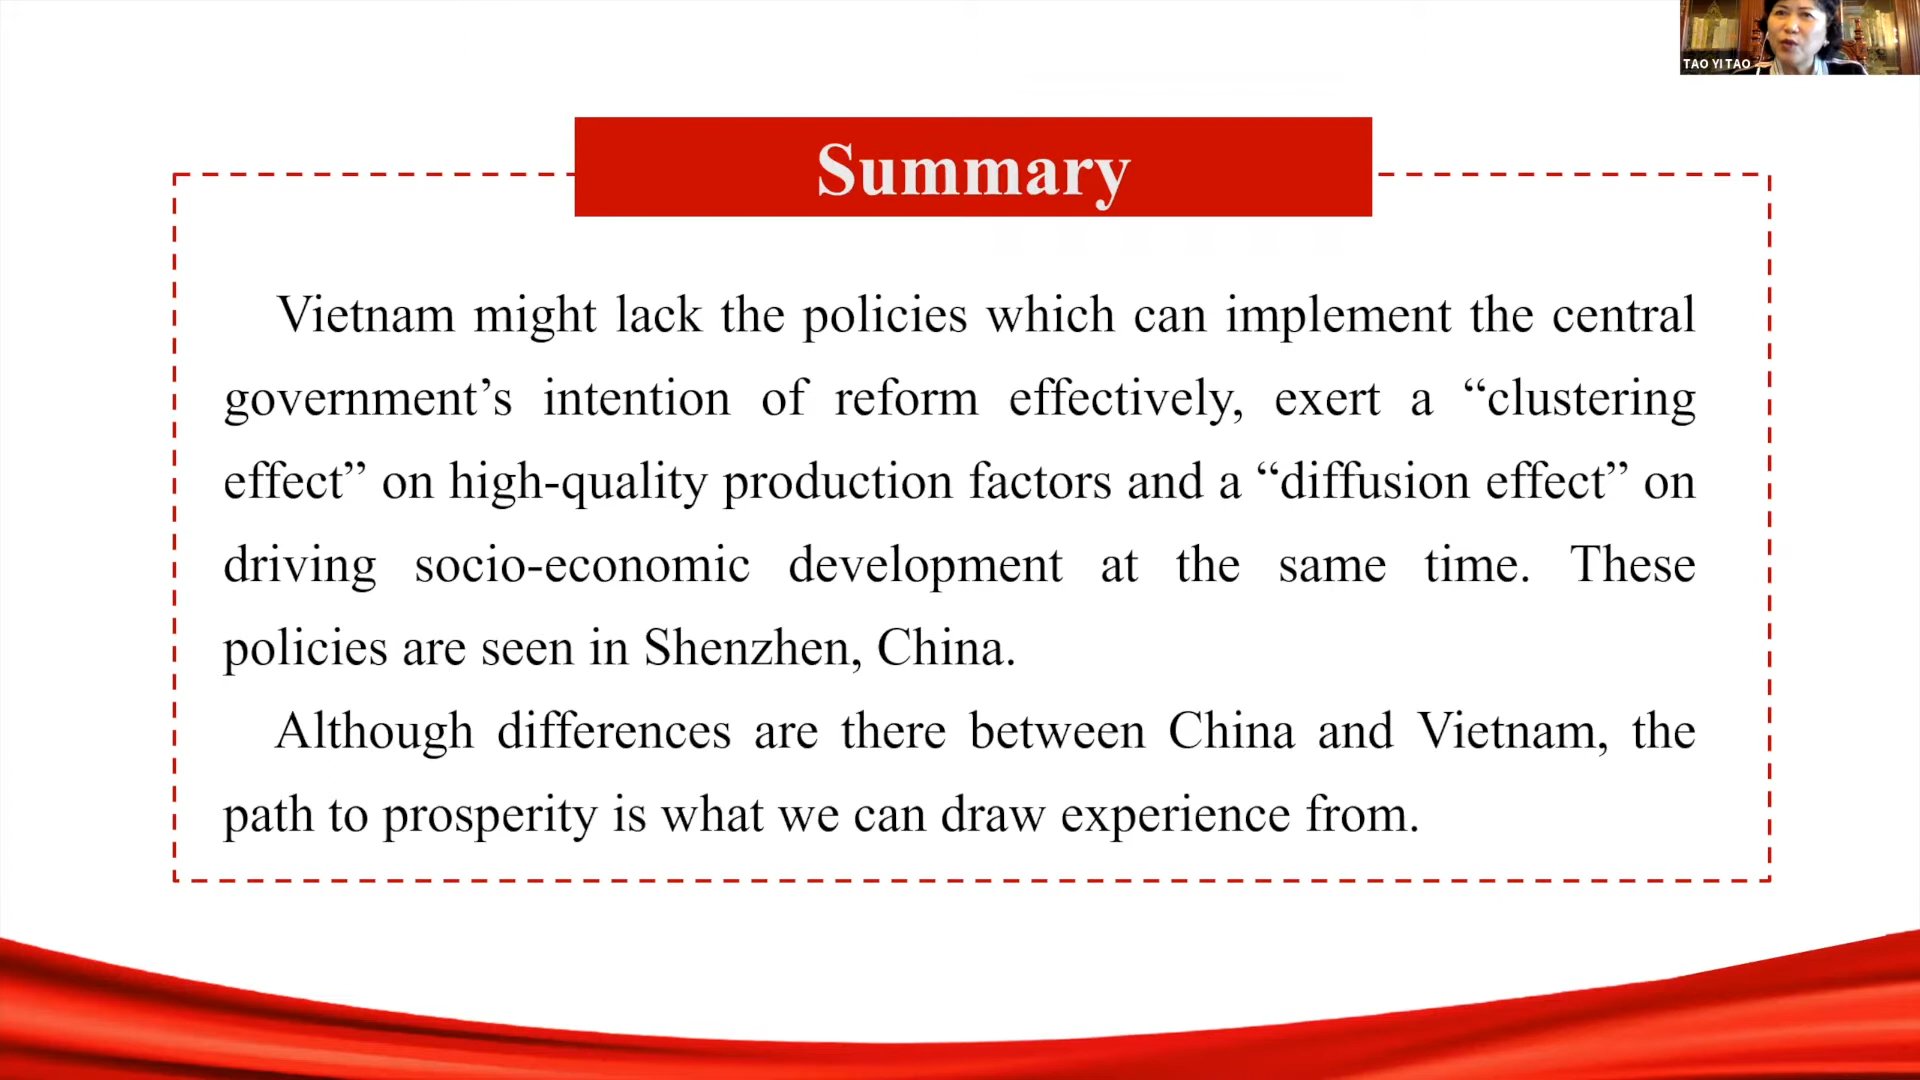 TAO YI TAO
Summary
Vietnam might lack the policies which can implement the central
government’s intention of reform effectively, exert a “clustering
effect” on high-quality production factors and a “diffusion effect” on
driving socio-economic development at the same time. These
policies are seen in Shenzhen, China.
Although differences are there between China and Vietnam, the
path to prosperity is what we can draw experience from.